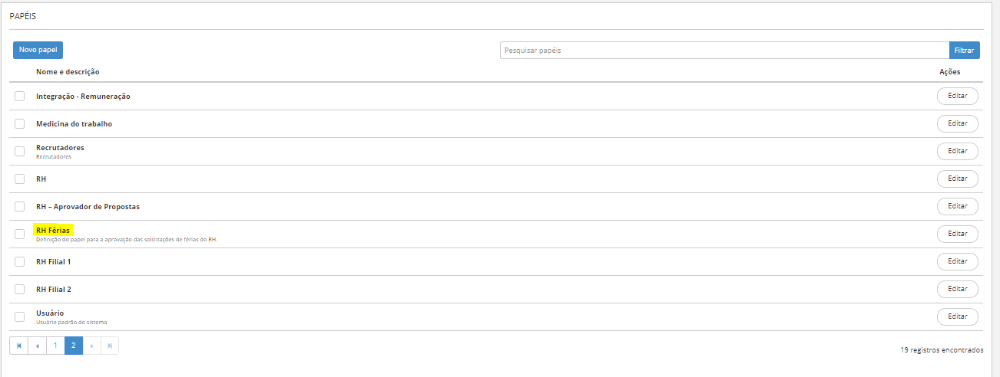 PAPÉIS
Novo papel
Pesquisar papéis
Filtrar
Nome e descrição
Ações
Integração - Remuneração
Editar
Medicina do trabalho
Editar
Recrutadores
Recrutadores
Editar
RH
Editar
RH – Aprovador de Propostas
Editar
RH Férias
Definição do papel para a aprovação das solicitações de férias do RH.
Editar
RH Filial 1
Editar
RH Filial 2
Editar
Usuário
Usuário padrão do sistema
Editar
1 2
19 registros encontrados